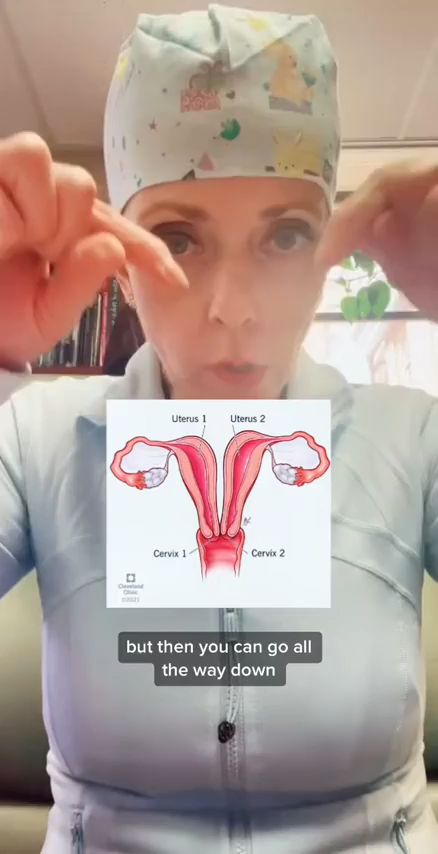 Uterus 1
Uterus 2
Cervix 1
Cervix 2
Cleveland
Clinic
©2023
but then you can go all
the way down